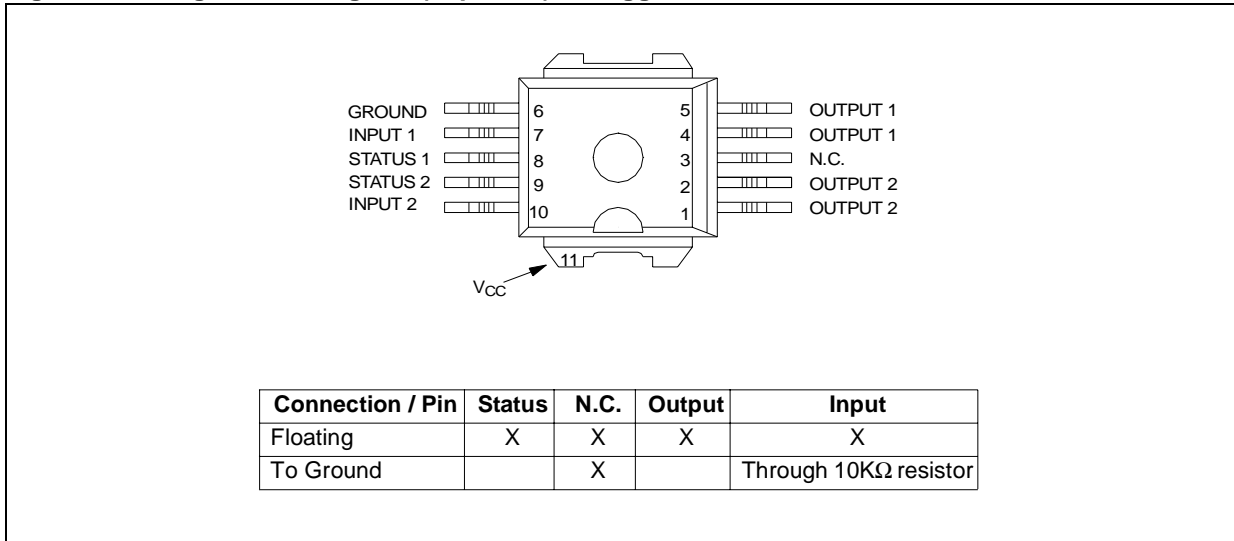 GROUND 6 5 OUTPUT 1
INPUT 1 7 4 OUTPUT 1
STATUS 1 8 3 N.C.
STATUS 2 9 2 OUTPUT 2
INPUT 2 10 1 OUTPUT 2
11
VCC
Connection / Pin Status N.C. Output Input
Floating X X X X
To Ground X Through 10KΩ resistor